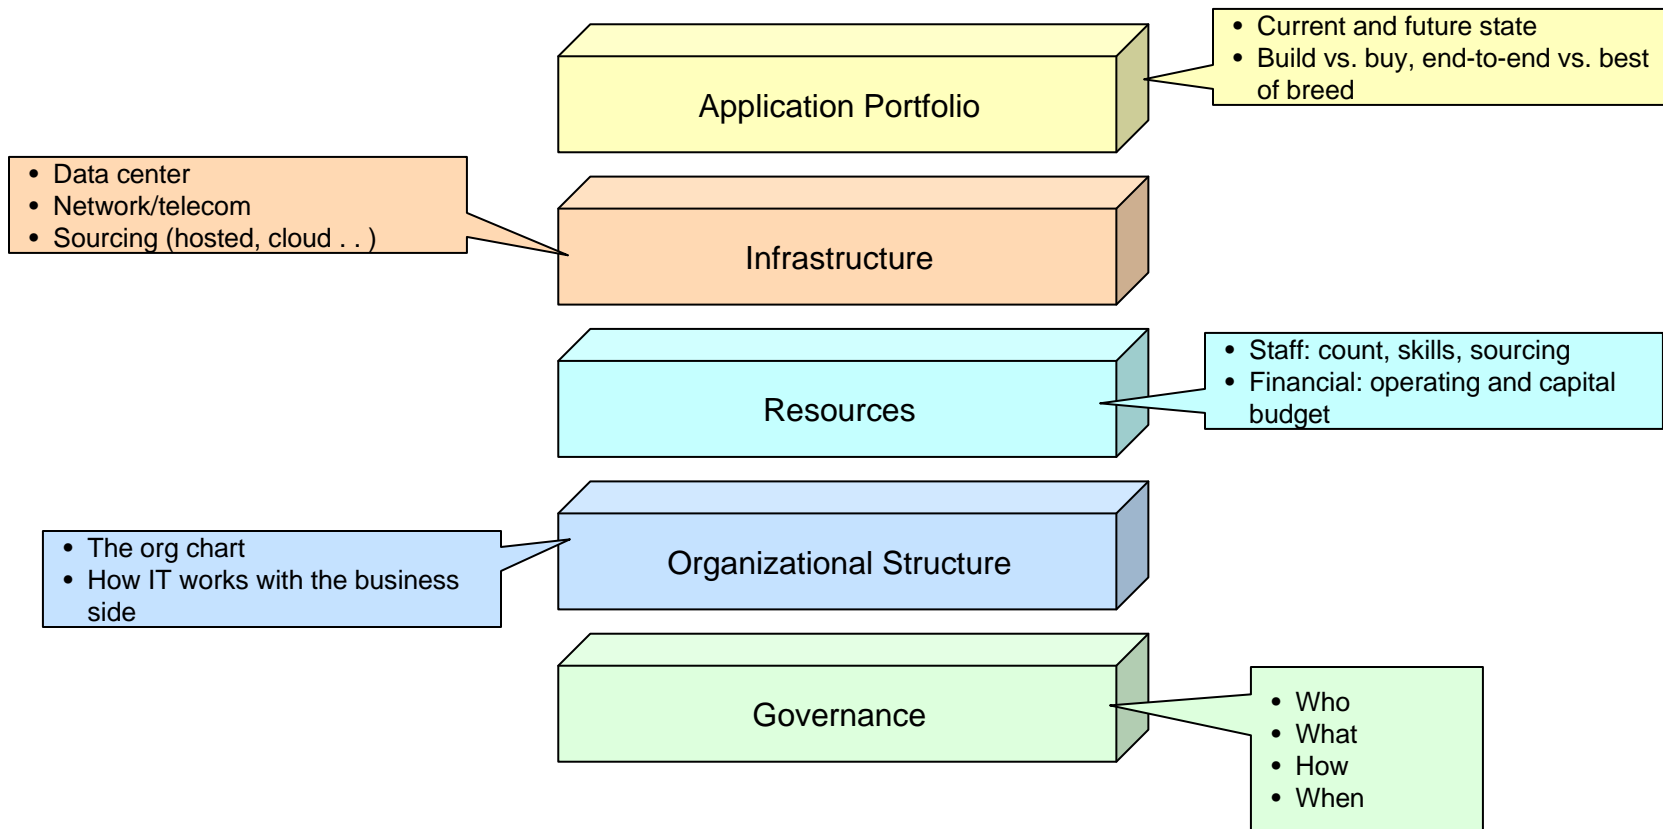 • Current and future state
• Build vs. buy, end-to-end vs. best
of breed
Application Portfolio
• Data center
• Network/telecom
• Sourcing (hosted, cloud . . )
Infrastructure
• Staff: count, skills, sourcing
• Financial: operating and capital
budget
Resources
• The org chart
• How IT works with the business
side
Organizational Structure
Governance
• Who
• What
• How
• When